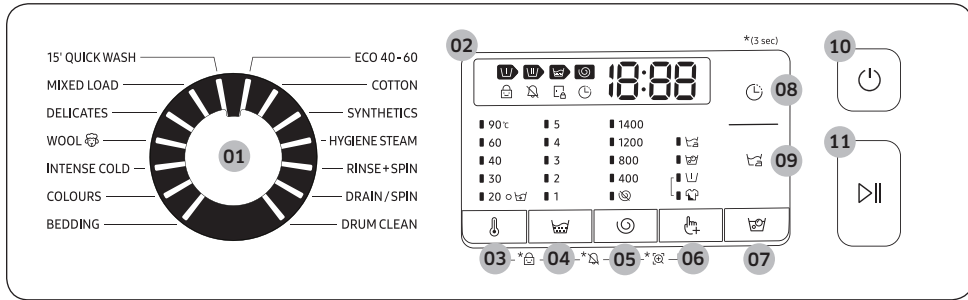 15' QUICK WASH
MIXED LOAD
DELICATES
WOOL
INTENSE COLD
COLOURS
BEDDING
ECO 40-60
COTTON
SYNTHETICS
HYGIENE STEAM
RINSE+SPIN
DRAIN/SPIN
DRUM CLEAN
01
02
*(3 sec)
18:88
90℃ 5 1400
60 4 1200
40 3 800
30 2 400
20 1
03 * 04 * 05 * 06 07
08
09
10
11